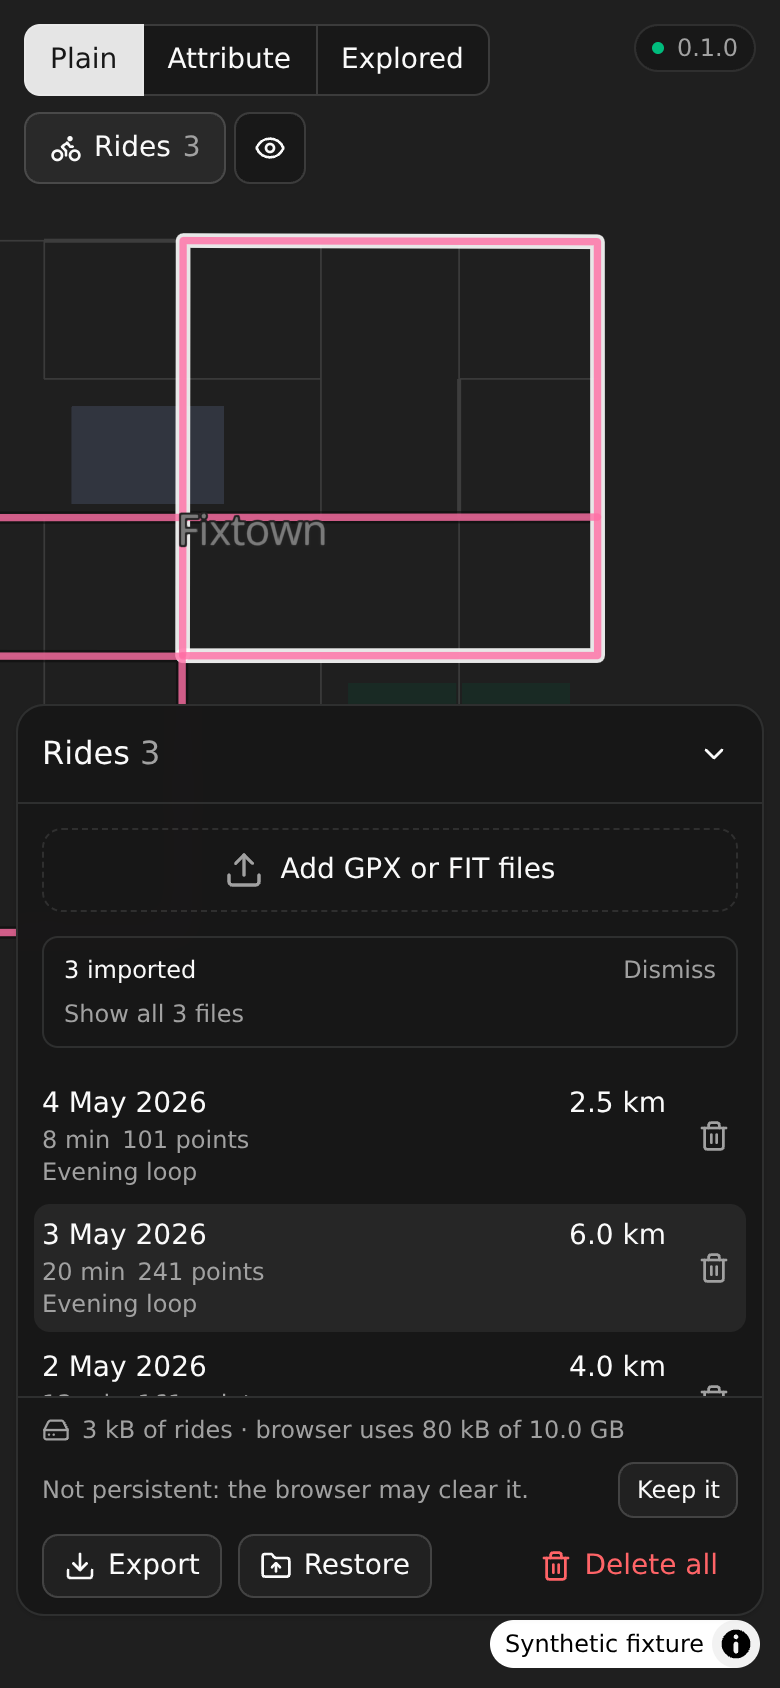 Plain Attribute Explored 0.1.0
Rides 3
Fixtown
Rides 3
Add GPX or FIT files
3 imported Dismiss
Show all 3 files
4 May 2026 2.5 km
8 min 101 points
Evening loop
3 May 2026 6.0 km
20 min 241 points
Evening loop
2 May 2026 4.0 km
3 kB of rides · browser uses 80 kB of 10.0 GB
Not persistent: the browser may clear it. Keep it
Export Restore Delete all
Synthetic fixture